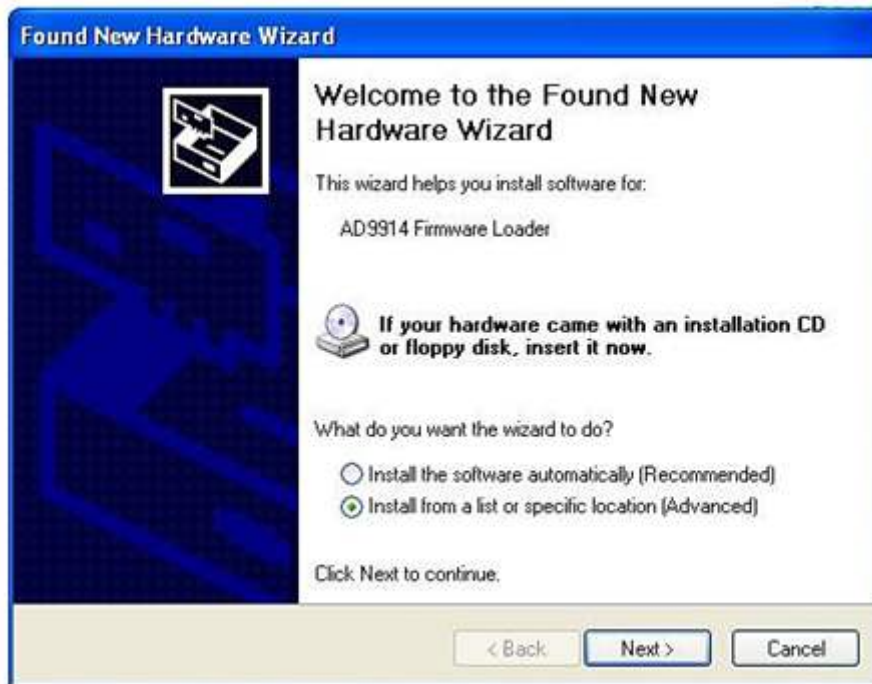 Found New Hardware Wizard
Welcome to the Found New
Hardware Wizard
This wizard helps you install software for:
AD9914 Firmware Loader
If your hardware came with an installation CD
or floppy disk, insert it now.
What do you want the wizard to do?
Install the software automatically (Recommended)
Install from a list or specific location (Advanced)
Click Next to continue.
< Back Next > Cancel